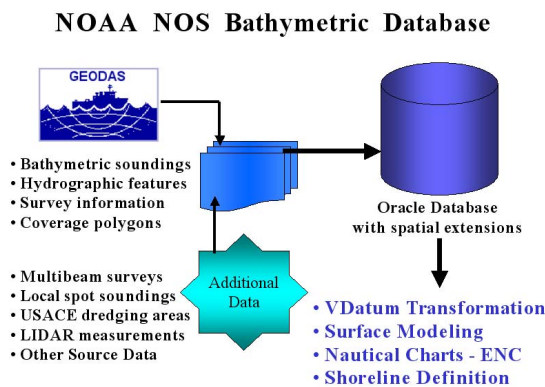 NOAA NOS Bathymetric Database
GEODAS
• Bathymetric soundings
• Hydrographic features
• Survey information
• Coverage polygons
Oracle Database
with spatial extensions
• Multibeam surveys
• Local spot soundings
• USACE dredging areas
• LIDAR measurements
• Other Source Data
Additional
Data
• VDatum Transformation
• Surface Modeling
• Nautical Charts - ENC
• Shoreline Definition